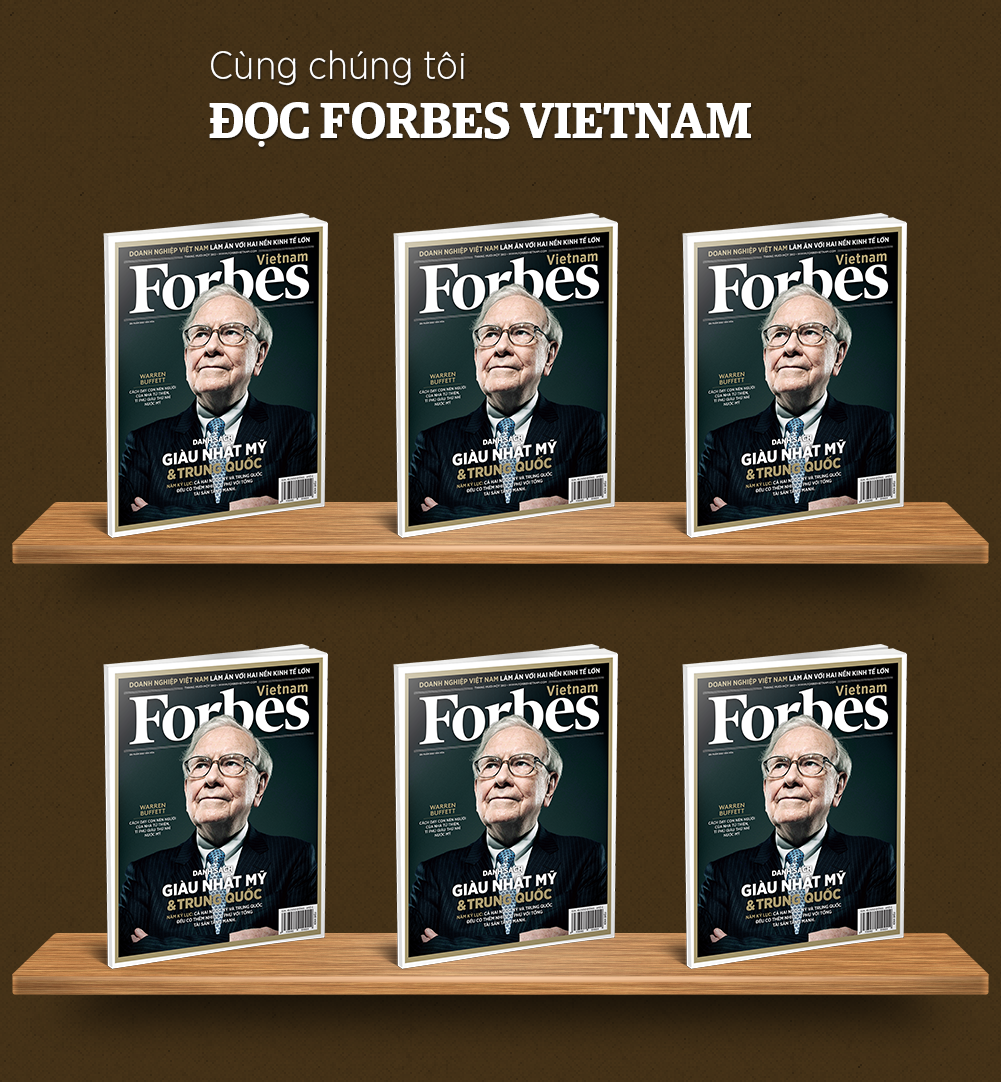 Cùng chúng tôi
ĐỌC FORBES VIETNAM
DOANH NGHIỆP VIỆT NAM LÀM ĂN VỚI HAI NỀN KINH TẾ LỚN
Vietnam
Forbes
WARREN
BUFFETT
CÁCH DẠY CON NÊN NGƯỜI
CỦA NHÀ TỪ THIỆN,
TỈ PHÚ GIÀU THỨ NHÌ
NƯỚC MỸ
DANH SÁCH
GIÀU NHẤT MỸ
& TRUNG QUỐC
NĂM KỶ LỤC: CẢ HAI NƯỚC MỸ VÀ TRUNG QUỐC
ĐỀU CÓ THÊM NHIỀU TỈ PHÚ VỚI TỔNG
TÀI SẢN TĂNG MẠNH.
DOANH NGHIỆP VIỆT NAM LÀM ĂN VỚI HAI NỀN KINH TẾ LỚN
Vietnam
Forbes
WARREN
BUFFETT
CÁCH DẠY CON NÊN NGƯỜI
CỦA NHÀ TỪ THIỆN,
TỈ PHÚ GIÀU THỨ NHÌ
NƯỚC MỸ
DANH SÁCH
GIÀU NHẤT MỸ
& TRUNG QUỐC
NĂM KỶ LỤC: CẢ HAI NƯỚC MỸ VÀ TRUNG QUỐC
ĐỀU CÓ THÊM NHIỀU TỈ PHÚ VỚI TỔNG
TÀI SẢN TĂNG MẠNH.
DOANH NGHIỆP VIỆT NAM LÀM ĂN VỚI HAI NỀN KINH TẾ LỚN
Vietnam
Forbes
WARREN
BUFFETT
CÁCH DẠY CON NÊN NGƯỜI
CỦA NHÀ TỪ THIỆN,
TỈ PHÚ GIÀU THỨ NHÌ
NƯỚC MỸ
DANH SÁCH
GIÀU NHẤT MỸ
& TRUNG QUỐC
NĂM KỶ LỤC: CẢ HAI NƯỚC MỸ VÀ TRUNG QUỐC
ĐỀU CÓ THÊM NHIỀU TỈ PHÚ VỚI TỔNG
TÀI SẢN TĂNG MẠNH.
DOANH NGHIỆP VIỆT NAM LÀM ĂN VỚI HAI NỀN KINH TẾ LỚN
Vietnam
Forbes
WARREN
BUFFETT
CÁCH DẠY CON NÊN NGƯỜI
CỦA NHÀ TỪ THIỆN,
TỈ PHÚ GIÀU THỨ NHÌ
NƯỚC MỸ
DANH SÁCH
GIÀU NHẤT MỸ
& TRUNG QUỐC
NĂM KỶ LỤC: CẢ HAI NƯỚC MỸ VÀ TRUNG QUỐC
ĐỀU CÓ THÊM NHIỀU TỈ PHÚ VỚI TỔNG
TÀI SẢN TĂNG MẠNH.
DOANH NGHIỆP VIỆT NAM LÀM ĂN VỚI HAI NỀN KINH TẾ LỚN
Vietnam
Forbes
WARREN
BUFFETT
CÁCH DẠY CON NÊN NGƯỜI
CỦA NHÀ TỪ THIỆN,
TỈ PHÚ GIÀU THỨ NHÌ
NƯỚC MỸ
DANH SÁCH
GIÀU NHẤT MỸ
& TRUNG QUỐC
NĂM KỶ LỤC: CẢ HAI NƯỚC MỸ VÀ TRUNG QUỐC
ĐỀU CÓ THÊM NHIỀU TỈ PHÚ VỚI TỔNG
TÀI SẢN TĂNG MẠNH.
DOANH NGHIỆP VIỆT NAM LÀM ĂN VỚI HAI NỀN KINH TẾ LỚN
Vietnam
Forbes
WARREN
BUFFETT
CÁCH DẠY CON NÊN NGƯỜI
CỦA NHÀ TỪ THIỆN,
TỈ PHÚ GIÀU THỨ NHÌ
NƯỚC MỸ
DANH SÁCH
GIÀU NHẤT MỸ
& TRUNG QUỐC
NĂM KỶ LỤC: CẢ HAI NƯỚC MỸ VÀ TRUNG QUỐC
ĐỀU CÓ THÊM NHIỀU TỈ PHÚ VỚI TỔNG
TÀI SẢN TĂNG MẠNH.